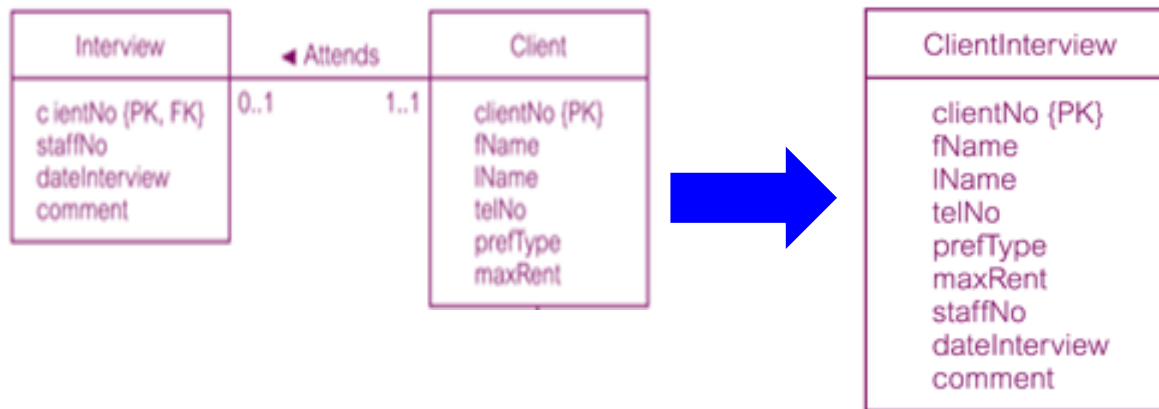 Interview
c ientNo {PK, FK}
staffNo
dateInterview
comment
◄ Attends
0..1
1..1
Client
clientNo {PK}
fName
lName
telNo
prefType
maxRent
ClientInterview
clientNo {PK}
fName
lName
telNo
prefType
maxRent
staffNo
dateInterview
comment